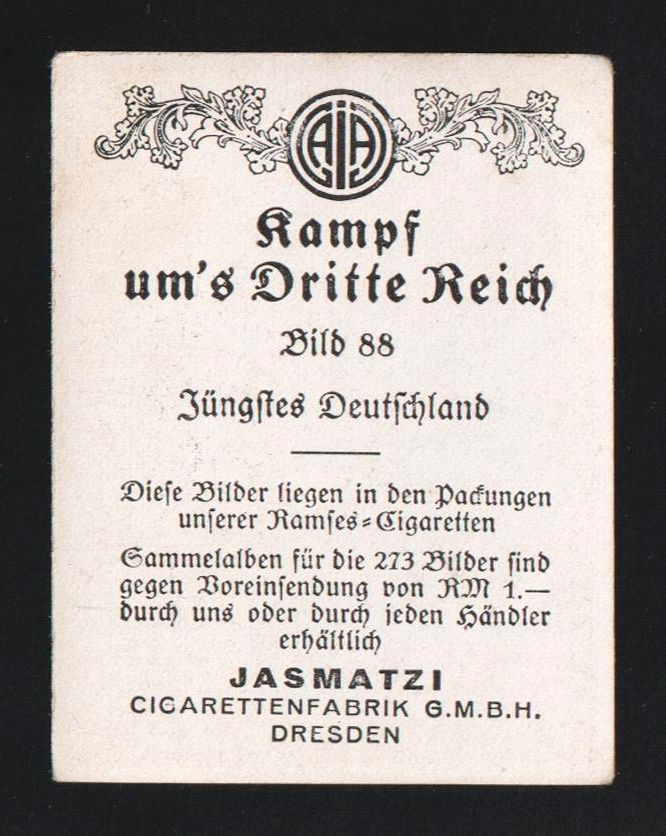 Kampf
um's Dritte Reich
Bild 88
Jüngstes Deutschland
Diese Bilder liegen in den Packungen
unserer Ramses=Cigaretten
Sammelalben für die 273 Bilder sind
gegen Voreinsendung von RM 1.—
durch uns oder durch jeden Händler
erhältlich
JASMATZI
CIGARETTENFABRIK G.M.B.H.
DRESDEN